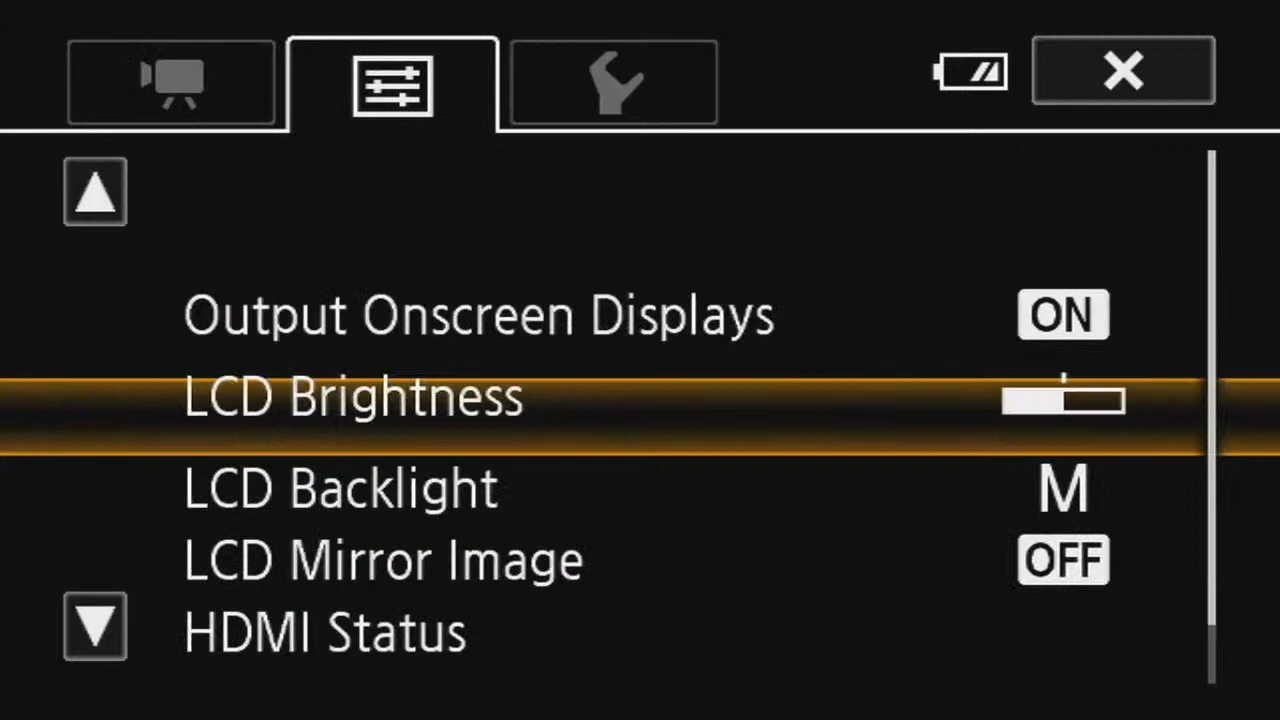 Output Onscreen Displays ON
LCD Brightness
LCD Backlight M
LCD Mirror Image OFF
HDMI Status